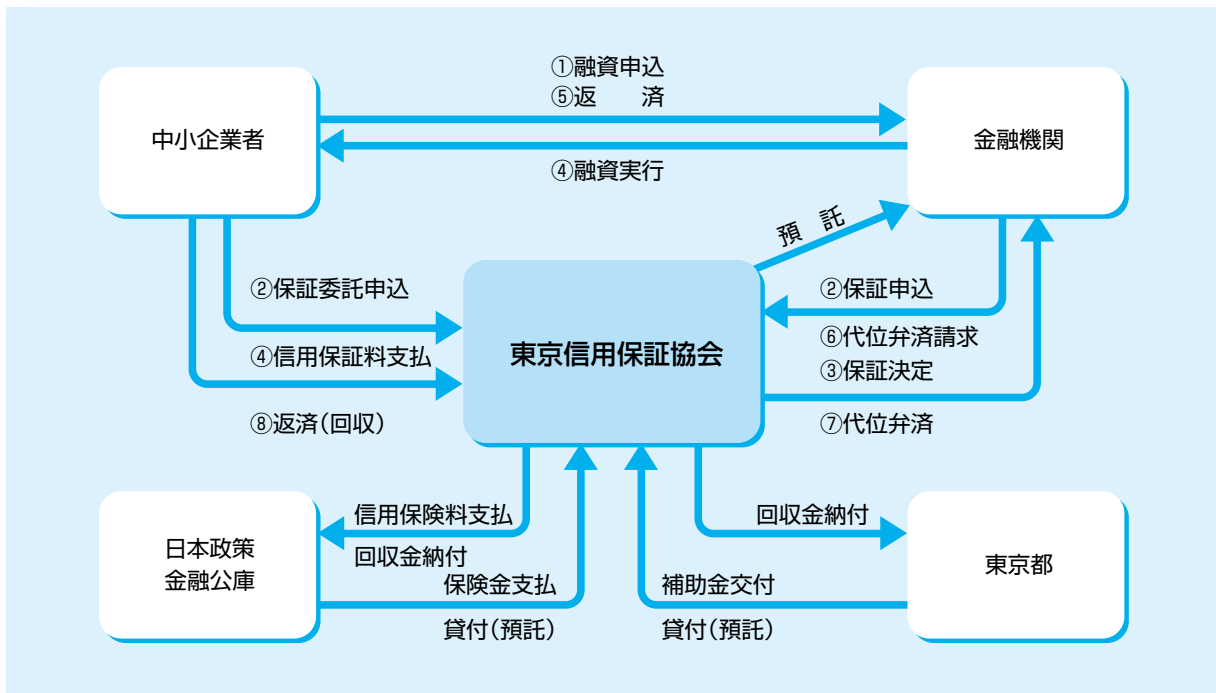 ①融資申込
⑤返　済
中小企業者
金融機関
④融資実行
預託
②保証委託申込
②保証申込
⑥代位弁済請求
東京信用保証協会
④信用保証料支払
③保証決定
⑧返済(回収)
⑦代位弁済
信用保険料支払
回収金納付
回収金納付
日本政策
金融公庫
東京都
保険金支払
補助金交付
貸付(預託)
貸付(預託)